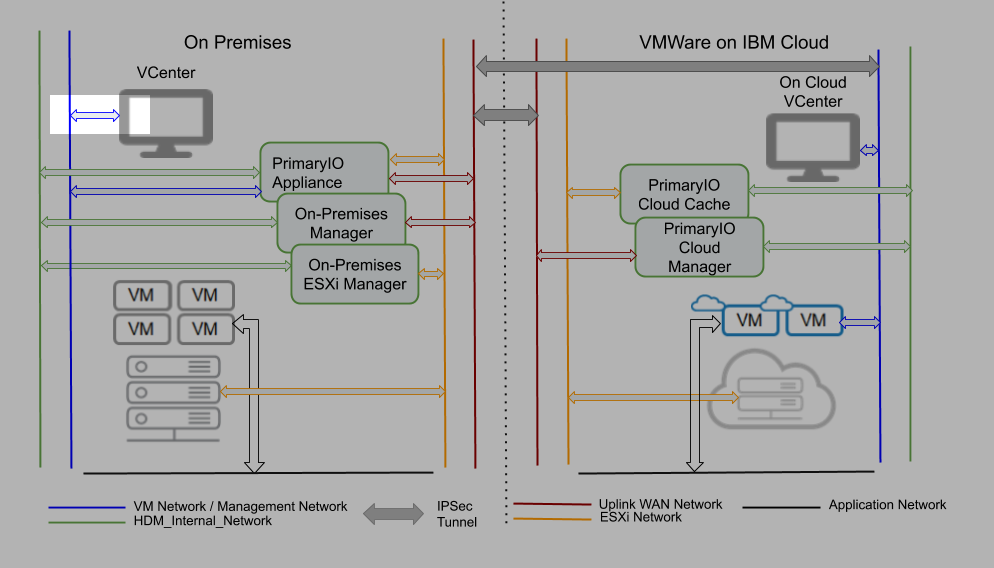 On Premises
VMWare on IBM Cloud
VCenter
On Cloud
VCenter
PrimaryIO
Appliance
On-Premises
Manager
On-Premises
ESXi Manager
PrimaryIO
Cloud Cache
PrimaryIO
Cloud
Manager
VM
VM
VM
VM
VM
VM
VM Network / Management Network
HDM_Internal_Network
IPSec
Tunnel
Uplink WAN Network
ESXi Network
Application Network